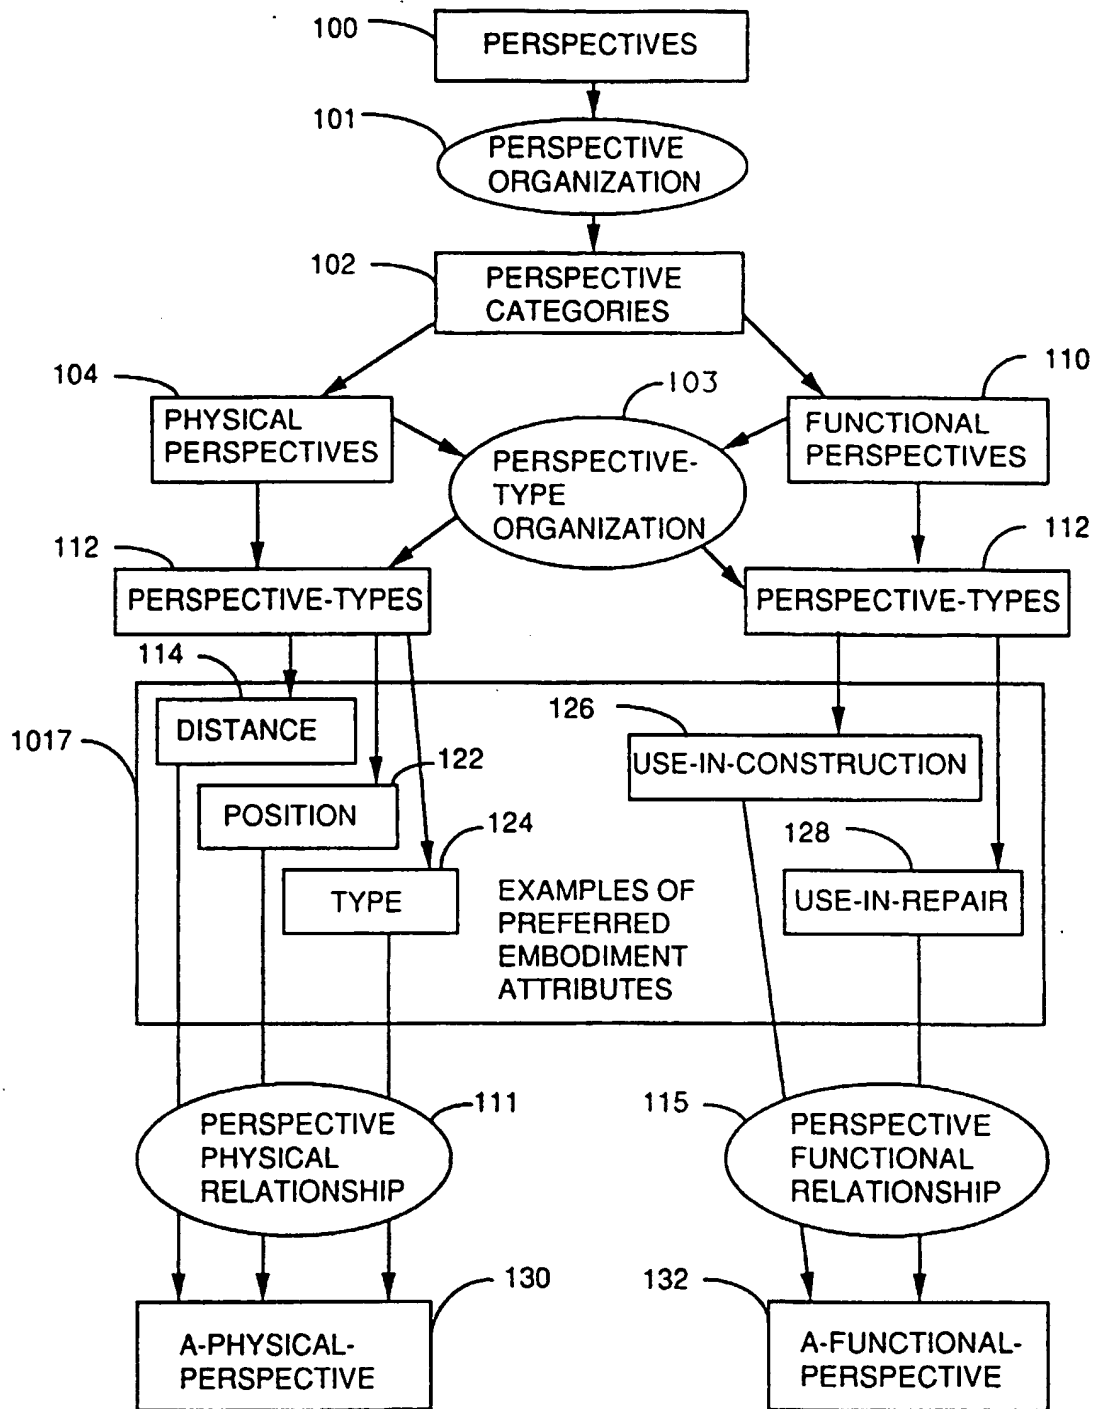 100
PERSPECTIVES
101
PERSPECTIVE
ORGANIZATION
102
PERSPECTIVE
CATEGORIES
104
103
110
PHYSICAL
PERSPECTIVES
PERSPECTIVE-
TYPE
ORGANIZATION
FUNCTIONAL
PERSPECTIVES
112
112
PERSPECTIVE-TYPES
PERSPECTIVE-TYPES
114
DISTANCE
126
1017
122
USE-IN-CONSTRUCTION
POSITION
124
128
TYPE
EXAMPLES OF
PREFERRED
EMBODIMENT
ATTRIBUTES
USE-IN-REPAIR
111
115
PERSPECTIVE
PHYSICAL
RELATIONSHIP
PERSPECTIVE
FUNCTIONAL
RELATIONSHIP
130
132
A-PHYSICAL-
PERSPECTIVE
A-FUNCTIONAL-
PERSPECTIVE